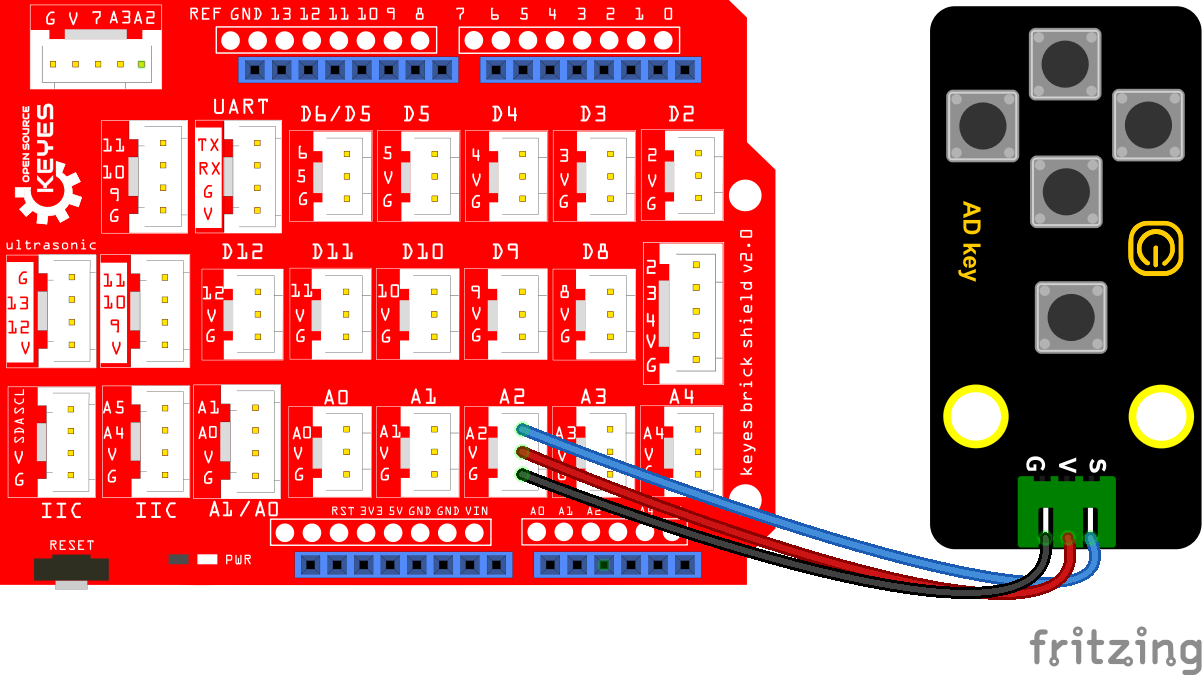 G V 7 A3 A2
REF GND 13 12 11 10 9 8 7 6 5 4 3 2 1 0
OPEN SOURCE
KEYES
UART
D6/D5 D5 D4 D3 D2
11
10
9
G
TX
RX
G
V
6
5
G
5
V
G
4
V
G
3
V
G
2
V
G
ultrasonic
G
13
12
V
11
10
9
V
D12 D11 D10 D9 D8
12
V
G
11
V
G
10
V
G
9
V
G
8
V
G
2
3
4
V
G
keyes brick shield v2.0
SCL
SDA
V
G
IIC
A5
A4
V
G
IIC
A1
A0
V
G
A1/A0
A0 A1 A2 A3 A4
A0
V
G
A1
V
G
A2
V
G
A3
V
G
A4
V
G
RST 3V3 5V GND GND VIN
A0 A1 A2 A4
RESET
PWR
AD key
G V S
fritzing